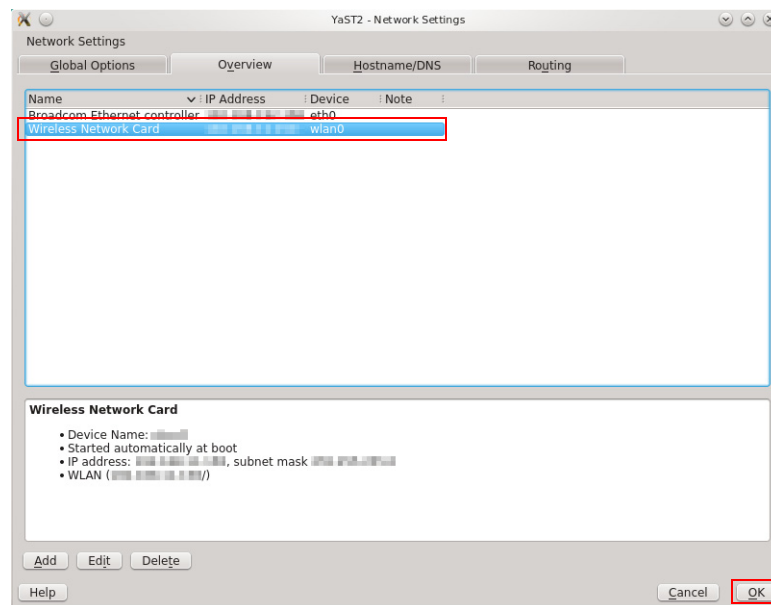 YaST2 - Network Settings
Network Settings
Global Options Overview Hostname/DNS Routing
Name IP Address Device Note
Broadcom Ethernet controller eth0
Wireless Network Card wlan0
Wireless Network Card
• Device Name:
• Started automatically at boot
• IP address: , subnet mask
• WLAN ( /)
Add Edit Delete
Help Cancel OK